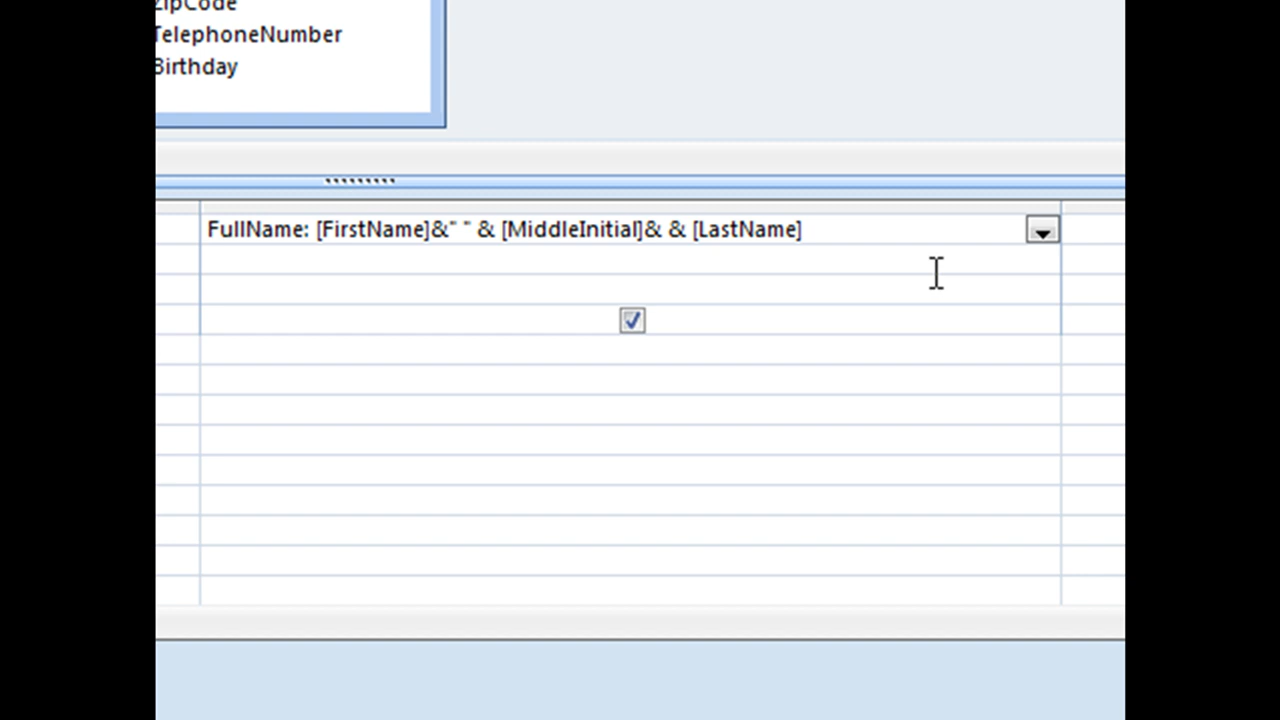 ZipCode
TelephoneNumber
Birthday
FullName: [FirstName]&" " & [MiddleInitial]& & [LastName]